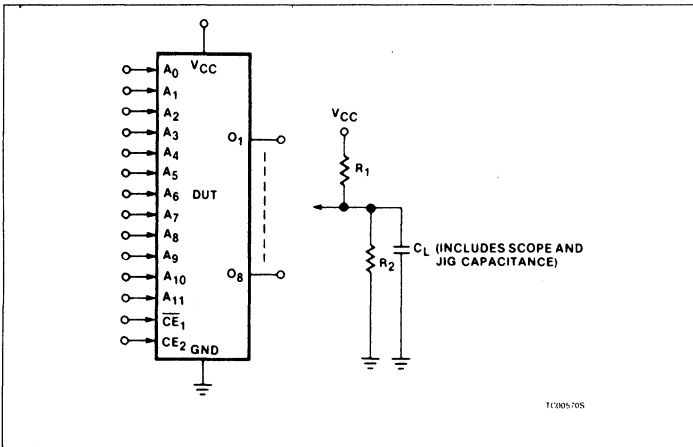 VCC
A0
A1
A2
A3
A4
A5
A6
A7
A8
A9
A10
A11
CE1
CE2
GND
DUT
O1
O8
VCC
R1
R2
CL (INCLUDES SCOPE AND
JIG CAPACITANCE)
TC00570S